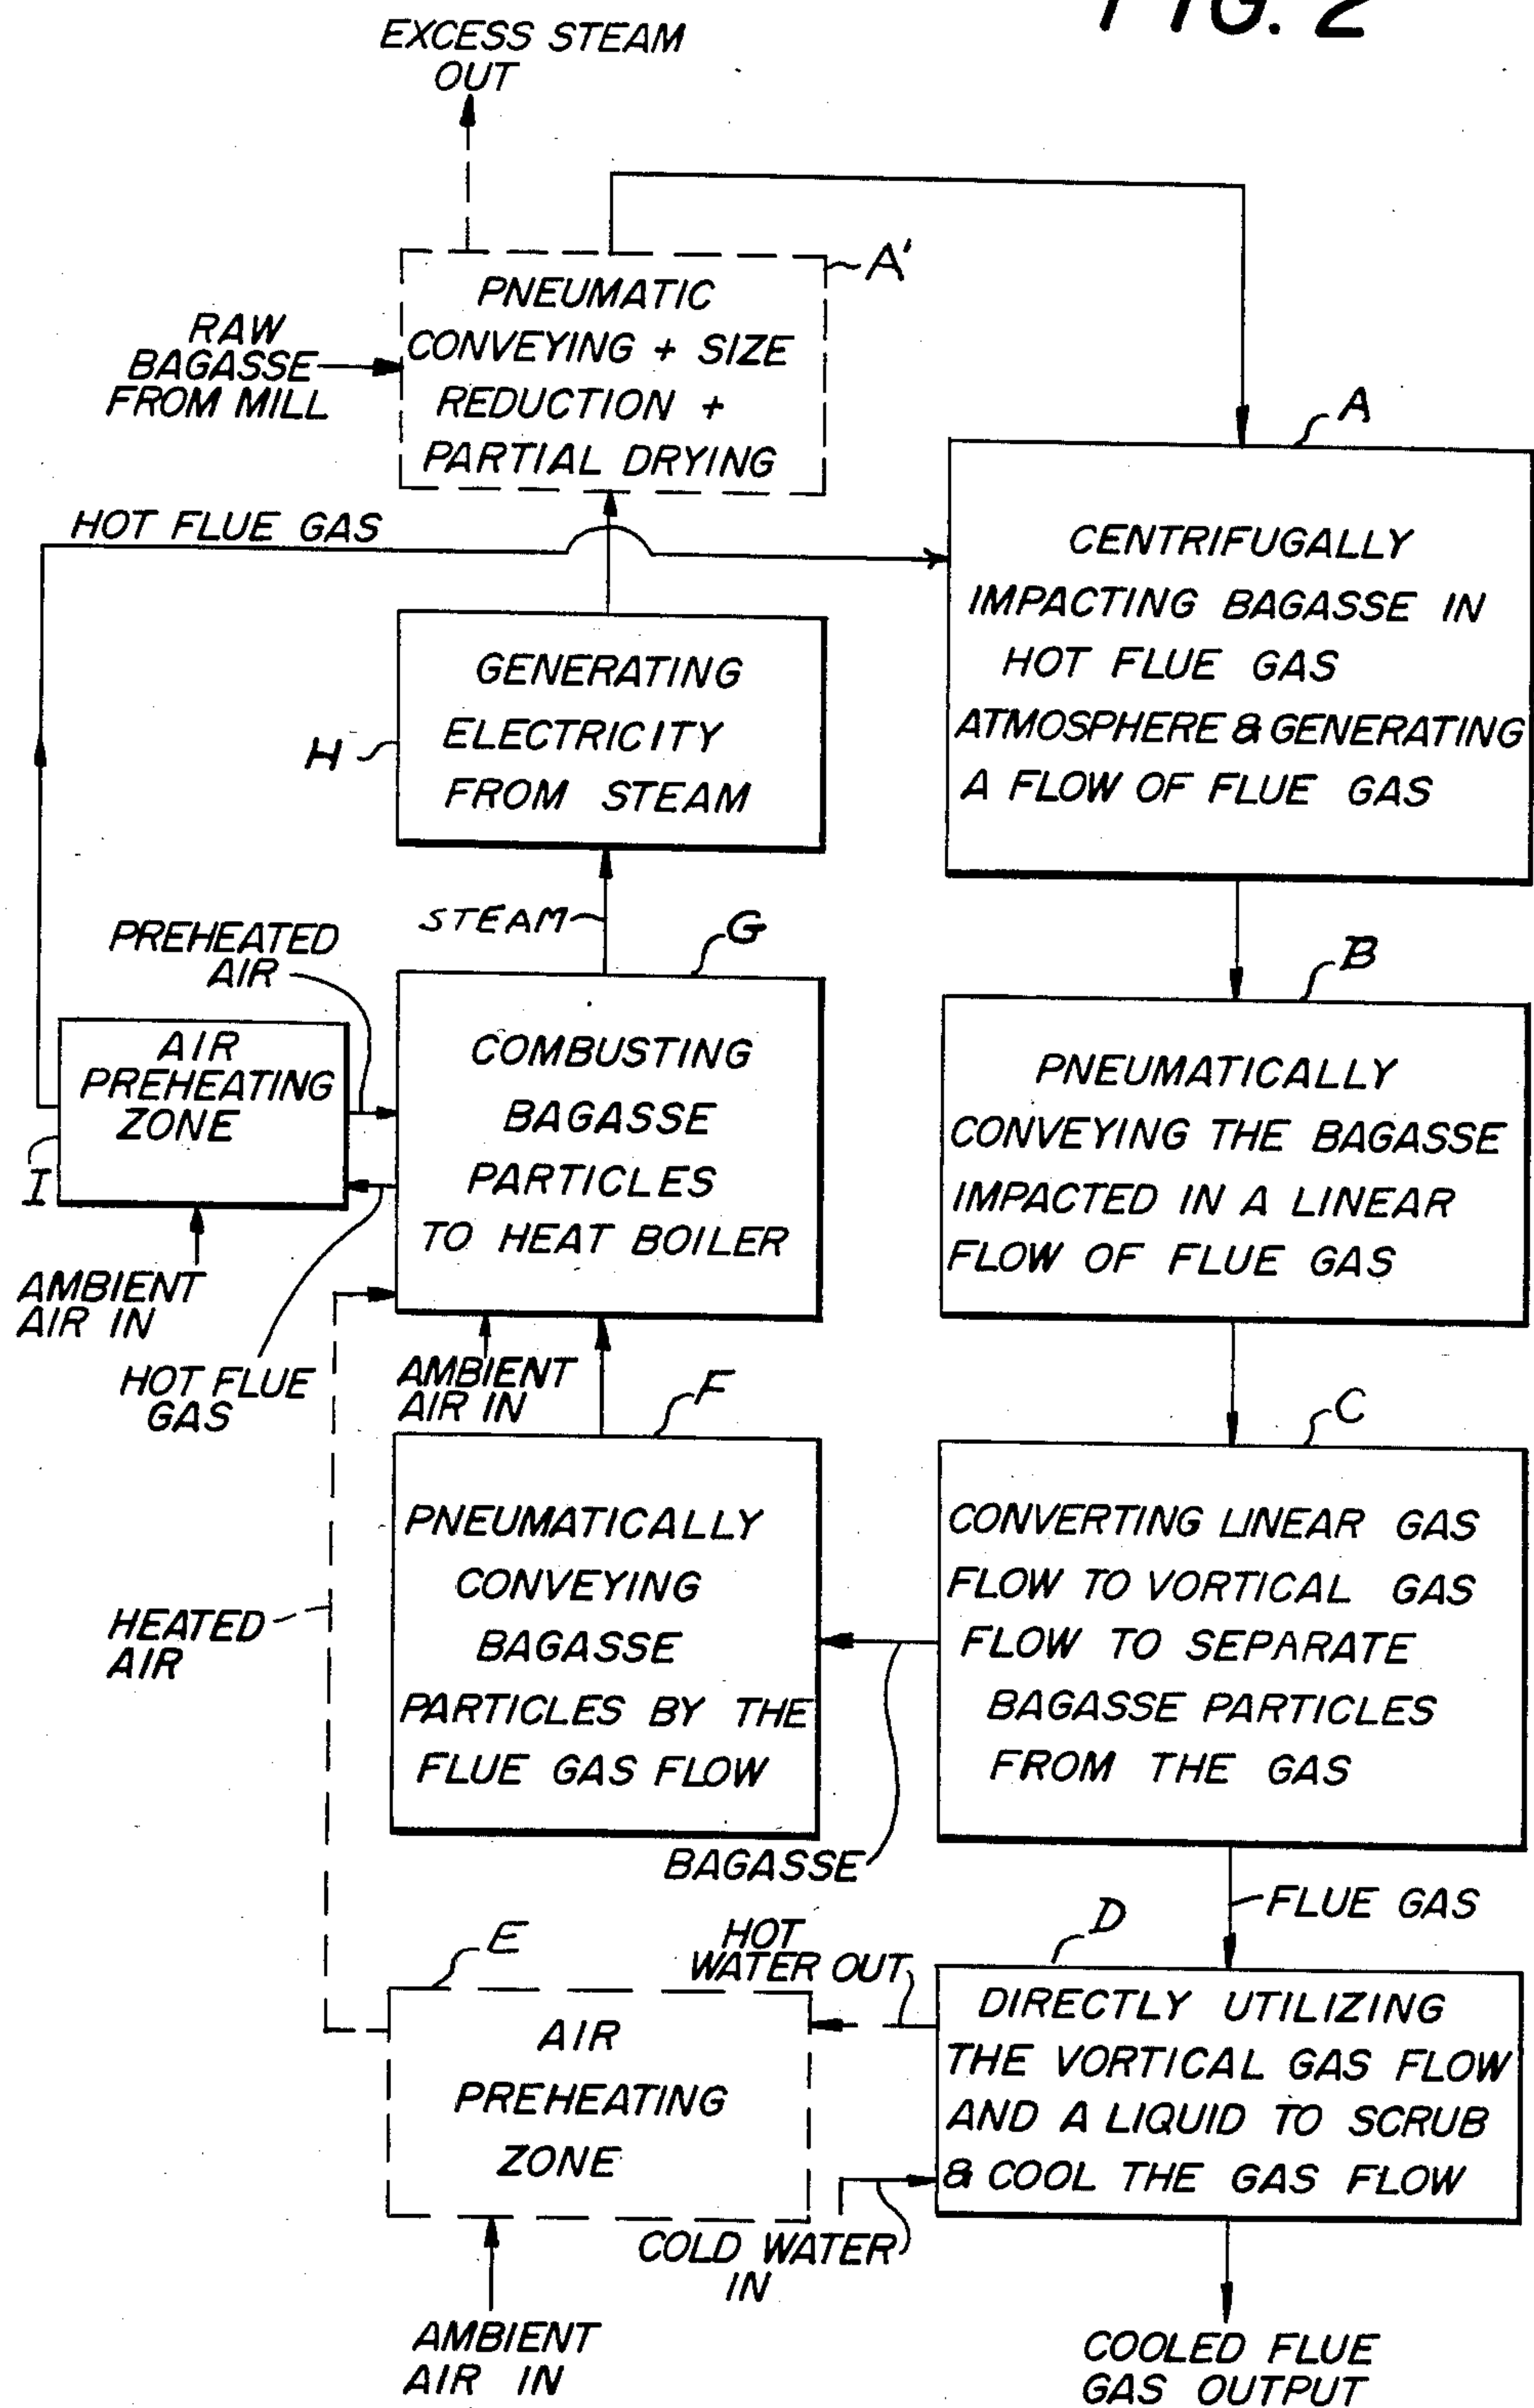 FIG. 2
EXCESS STEAM
OUT
A'
PNEUMATIC
CONVEYING + SIZE
REDUCTION +
PARTIAL DRYING
RAW
BAGASSE
FROM MILL
HOT FLUE GAS
A
CENTRIFUGALLY
IMPACTING BAGASSE IN
HOT FLUE GAS
ATMOSPHERE & GENERATING
A FLOW OF FLUE GAS
H
GENERATING
ELECTRICITY
FROM STEAM
STEAM
G
PREHEATED
AIR
AIR
PREHEATING
ZONE
I
COMBUSTING
BAGASSE
PARTICLES
TO HEAT BOILER
B
PNEUMATICALLY
CONVEYING THE BAGASSE
IMPACTED IN A LINEAR
FLOW OF FLUE GAS
AMBIENT
AIR IN
HOT FLUE
GAS
AMBIENT
AIR IN
F
PNEUMATICALLY
CONVEYING
BAGASSE
PARTICLES BY THE
FLUE GAS FLOW
C
CONVERTING LINEAR GAS
FLOW TO VORTICAL GAS
FLOW TO SEPARATE
BAGASSE PARTICLES
FROM THE GAS
HEATED
AIR
BAGASSE
FLUE GAS
E
AIR
PREHEATING
ZONE
HOT
WATER OUT
D
DIRECTLY UTILIZING
THE VORTICAL GAS FLOW
AND A LIQUID TO SCRUB
& COOL THE GAS FLOW
COLD WATER
IN
AMBIENT
AIR IN
COOLED FLUE
GAS OUTPUT